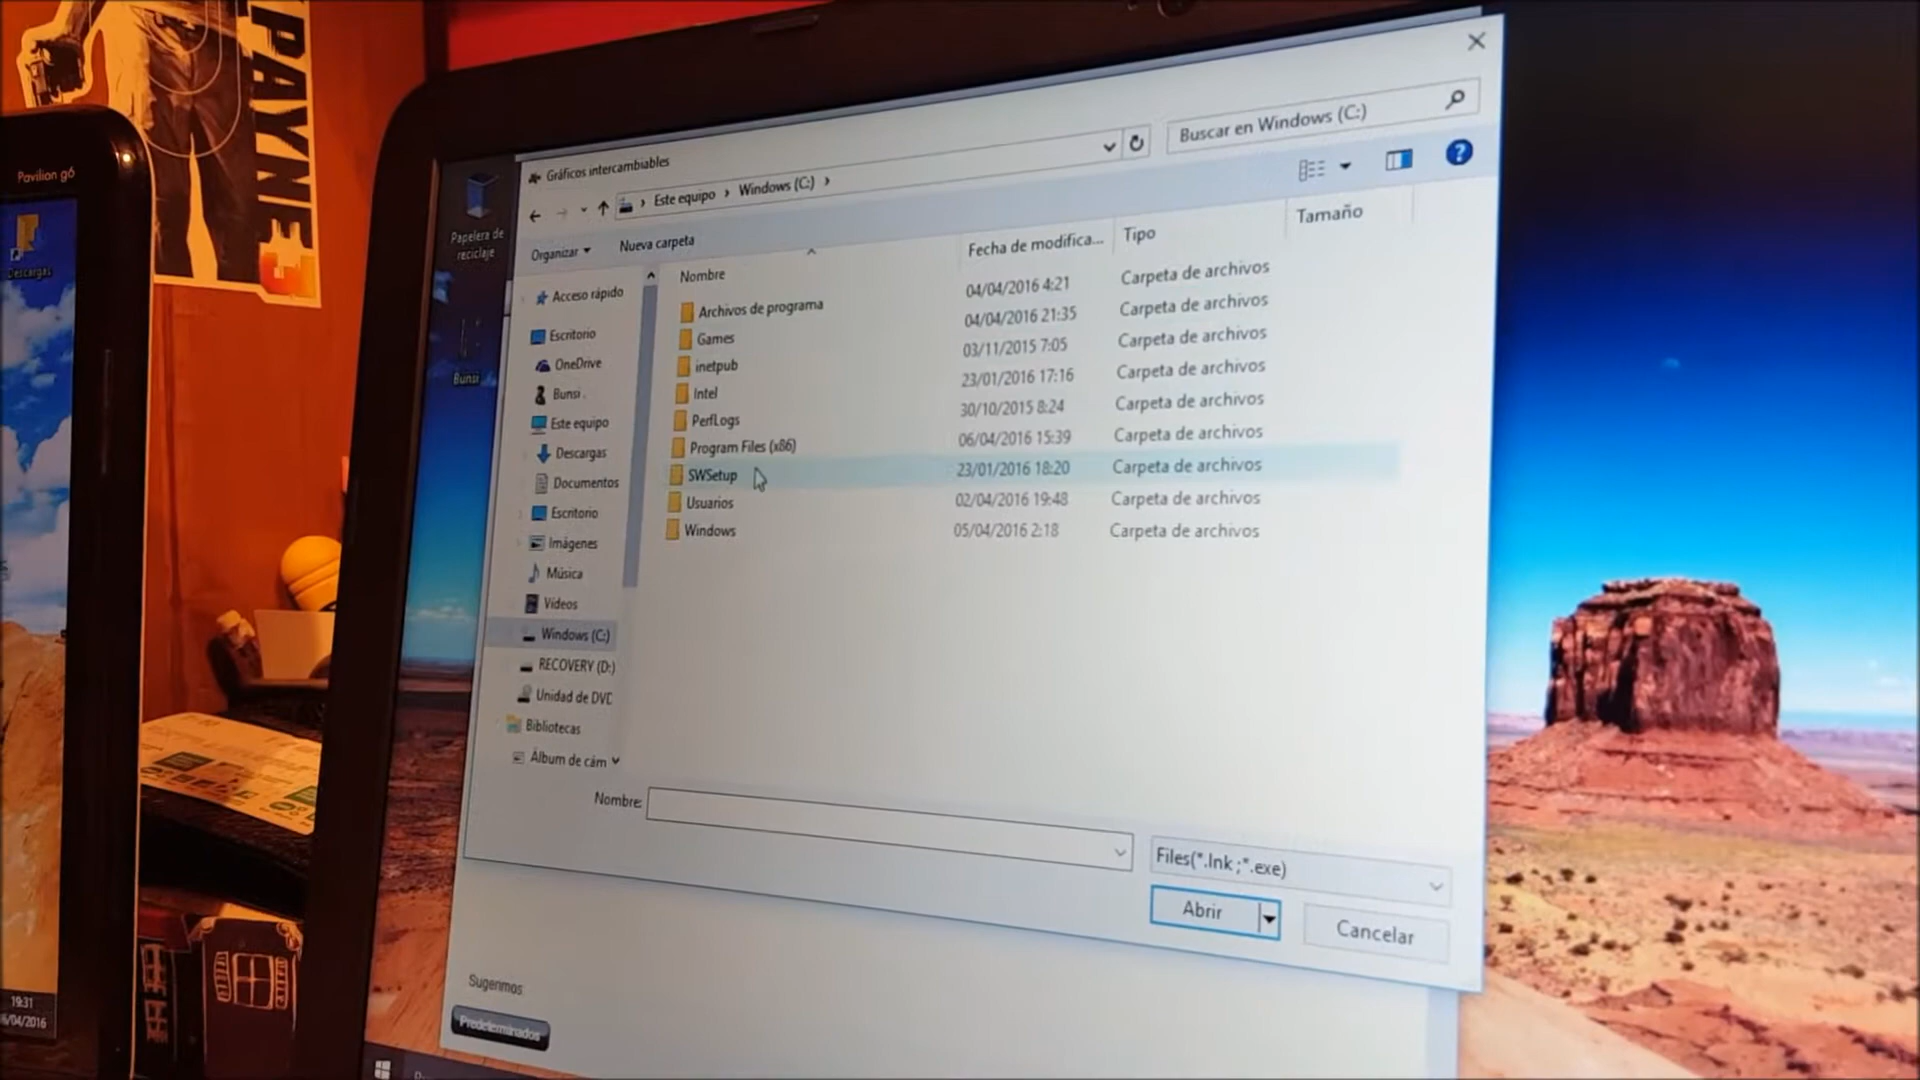 PAYNE
Pavilion g6
Descargas
19:31
Papelera de
reciclaje
Bunsi
Gráficos intercambiables
Este equipo › Windows (C:) ›
Buscar en Windows (C:)
Organizar
Nueva carpeta
Nombre
Fecha de modifica...
Tipo
Tamaño
Acceso rápido
Escritorio
OneDrive
Bunsi .
Este equipo
Descargas
Documentos
Escritorio
Imágenes
Música
Vídeos
Windows (C:)
RECOVERY (D:)
Unidad de DVD
Bibliotecas
Álbum de cám
Archivos de programa 04/04/2016 4:21 Carpeta de archivos
Games 04/04/2016 21:35 Carpeta de archivos
inetpub 03/11/2015 7:05 Carpeta de archivos
Intel 23/01/2016 17:16 Carpeta de archivos
PerfLogs 30/10/2015 8:24 Carpeta de archivos
Program Files (x86) 06/04/2016 15:39 Carpeta de archivos
SWSetup 23/01/2016 18:20 Carpeta de archivos
Usuarios 02/04/2016 19:48 Carpeta de archivos
Windows 05/04/2016 2:18 Carpeta de archivos
Nombre:
Files(*.lnk ;*.exe)
Abrir
Cancelar
Sugerimos
Predeterminados